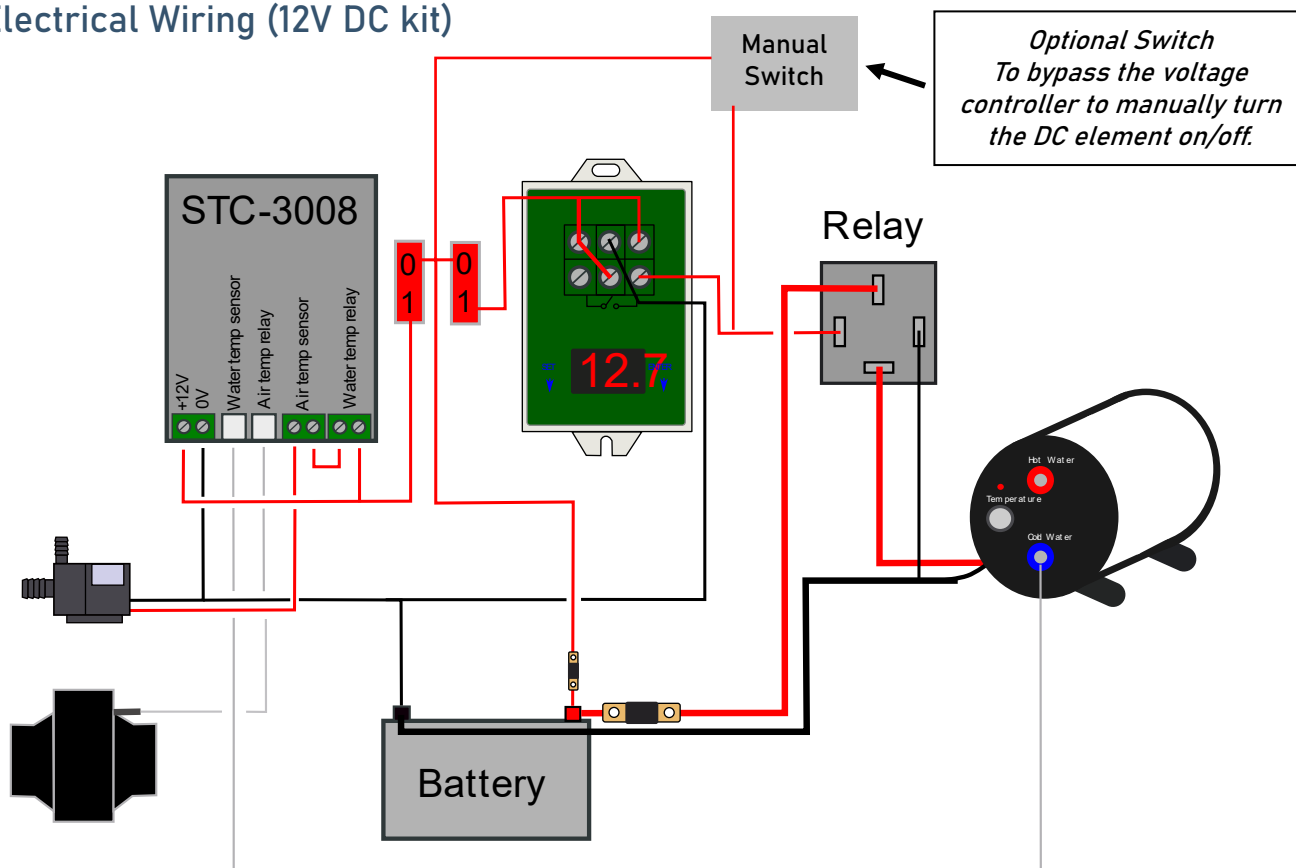 lectrical Wiring (12V DC kit)
Manual
Switch
Optional Switch
To bypass the voltage
controller to manually turn
the DC element on/off.
STC-3008
Relay
0
1
0
1
+12V
0V
Water temp sensor
Air temp relay
Air temp sensor
Water temp relay
12.7
Hot Water
Temperature
Cold Water
Battery